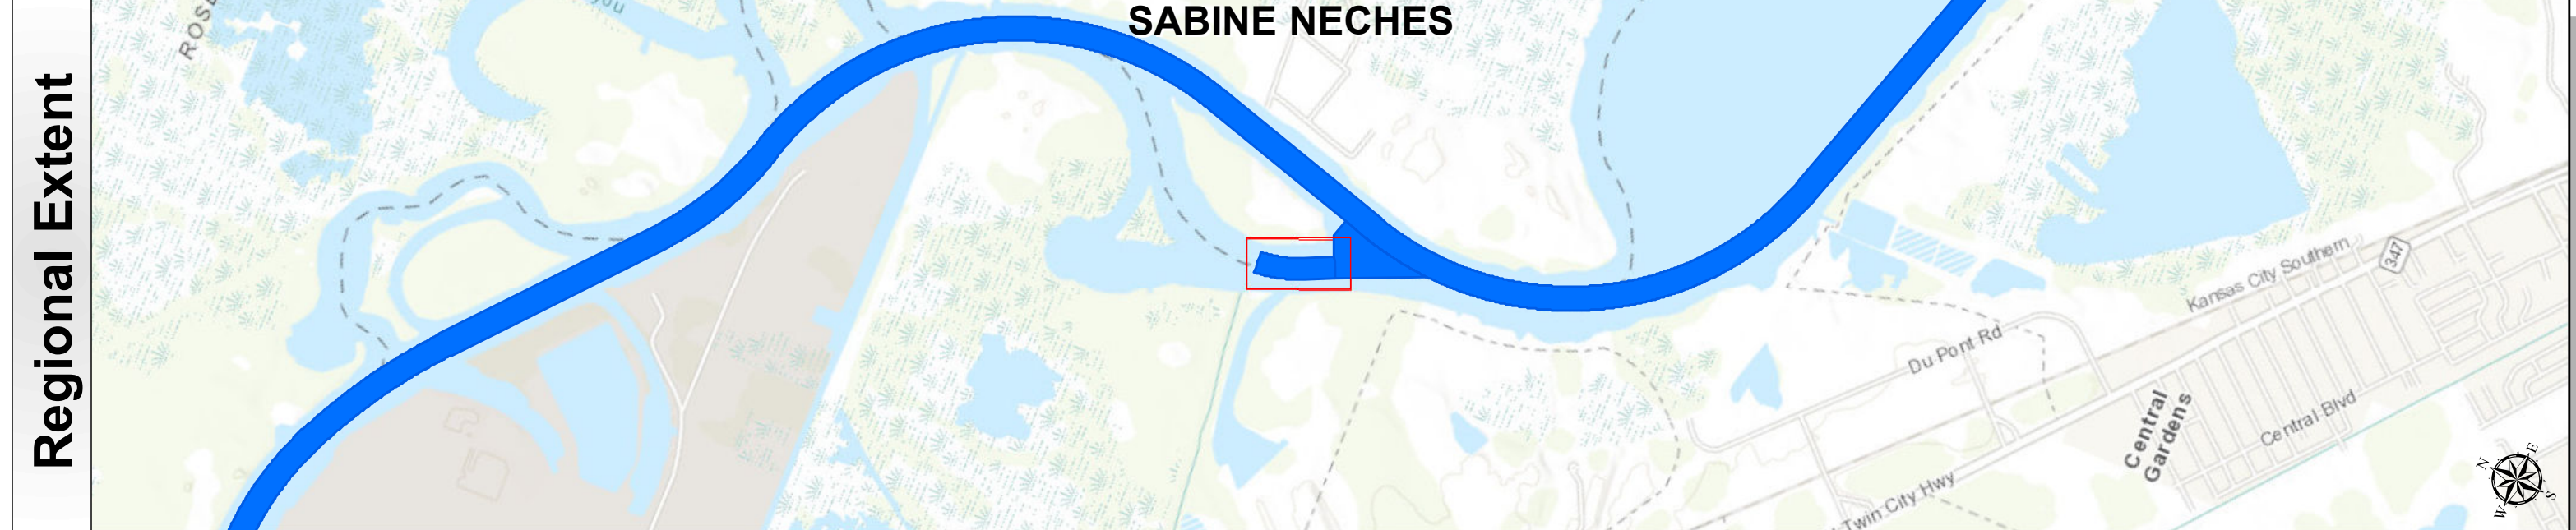 SABINE NECHES
Regional Extent
Kansas City Southern
347
Du Pont Rd
Central
Gardens
Central Blvd
Twin City Hwy
N
E
S
W